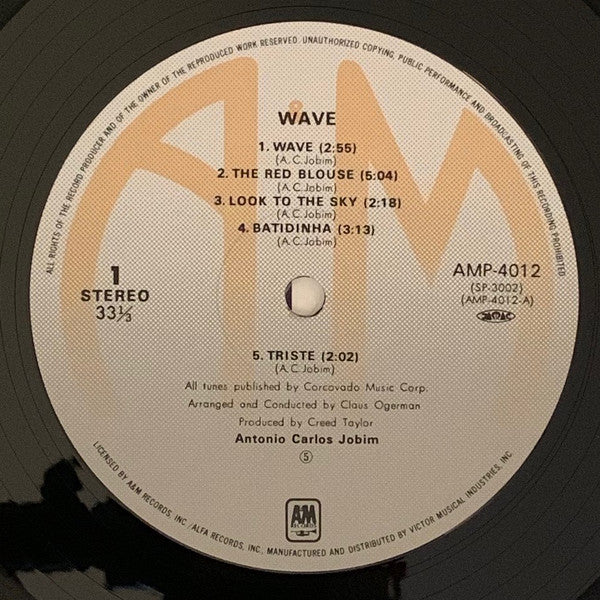 ALL RIGHTS OF THE RECORD PRODUCER AND OF THE OWNER OF THE REPRODUCED WORK RESERVED. UNAUTHORIZED COPYING, PUBLIC PERFORMANCE AND BROADCASTING OF THIS RECORDING PROHIBITED
A&M
WAVE
1. WAVE (2:55)
(A.C. Jobim)
2. THE RED BLOUSE (5:04)
(A.C. Jobim)
3. LOOK TO THE SKY (2:18)
(A.C. Jobim)
4. BATIDINHA (3:13)
(A.C. Jobim)
1
STEREO
33⅓
AMP-4012
(SP-3002)
(AMP-4012-A)
5. TRISTE (2:02)
(A.C. Jobim)
All tunes published by Corcovado Music Corp.
Arranged and Conducted by Claus Ogerman
Produced by Creed Taylor
Antonio Carlos Jobim
⑤
A&M
RECORDS
LICENSED BY A&M RECORDS, INC./ALFA RECORDS, INC., MANUFACTURED AND DISTRIBUTED BY VICTOR MUSICAL INDUSTRIES, INC.